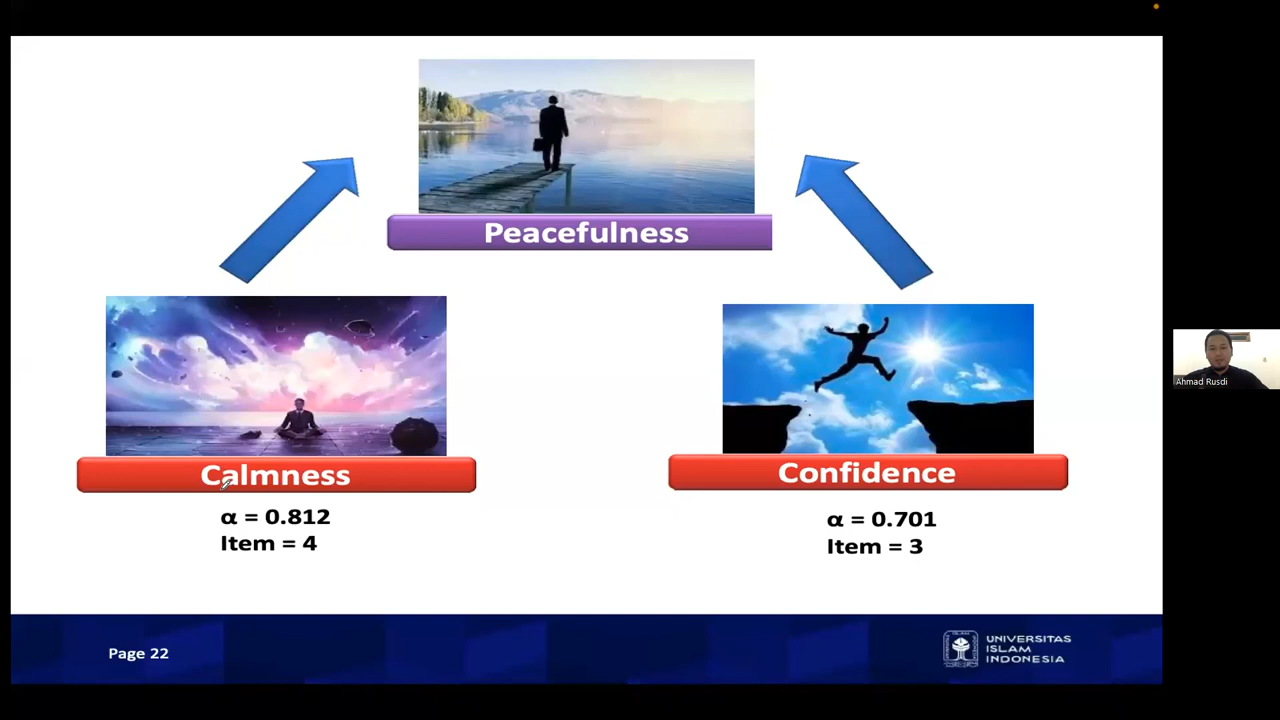 Peacefulness
Calmness
α = 0.812
Item = 4
Confidence
α = 0.701
Item = 3
Ahmad Rusdi
Page 22
UNIVERSITAS
ISLAM
INDONESIA